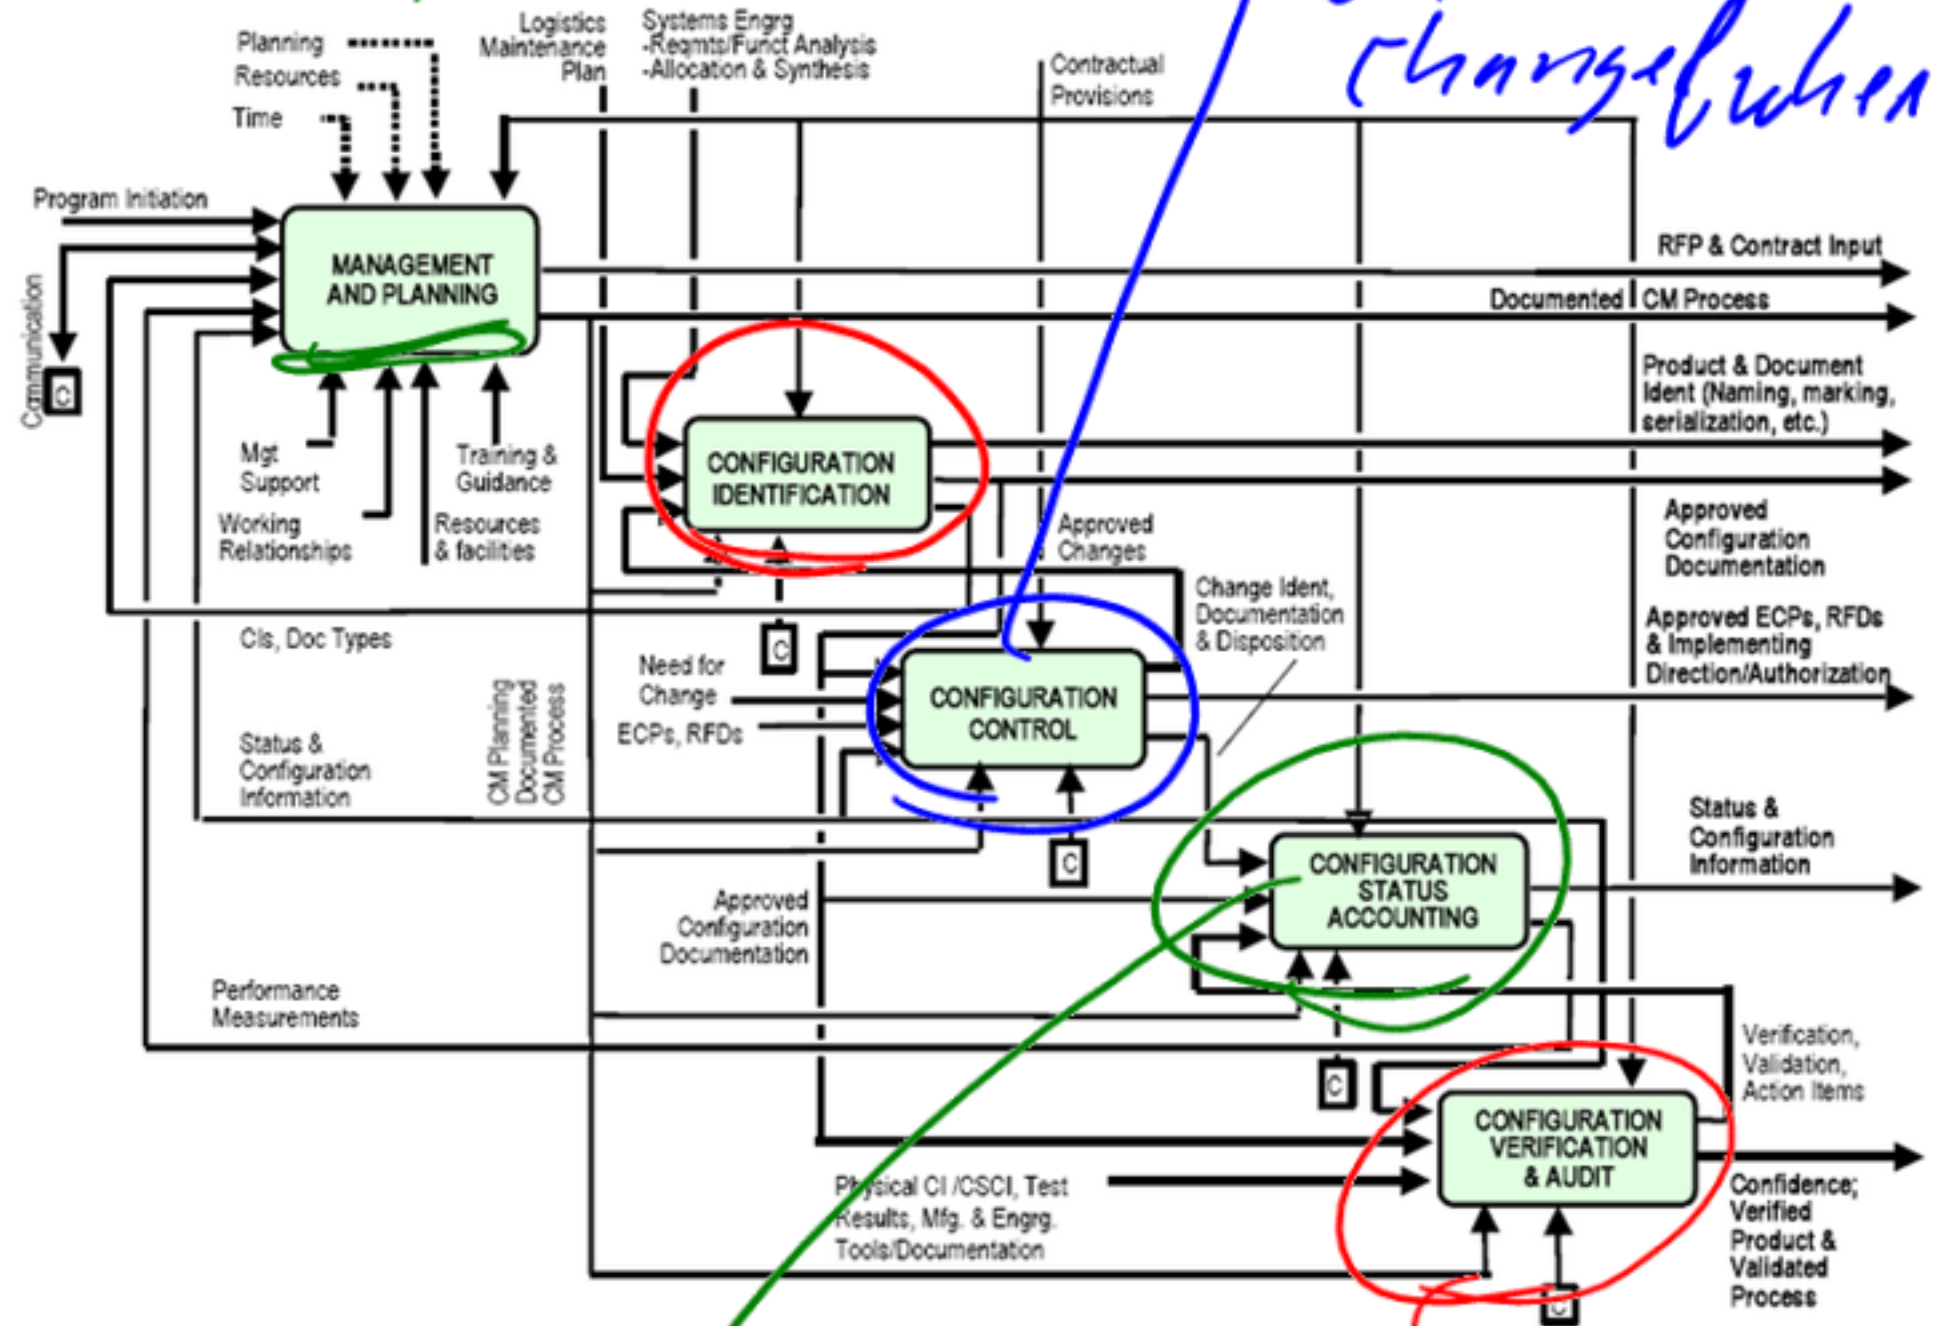 change when
Planning
Resources
Time
Logistics
Maintenance
Plan
Systems Engrg
-Reqmts/Funct Analysis
-Allocation & Synthesis
Contractual
Provisions
Program Initiation
Communication
C
MANAGEMENT
AND PLANNING
RFP & Contract Input
Documented CM Process
Product & Document
Ident (Naming, marking,
serialization, etc.)
Mgt
Support
Training &
Guidance
Working
Relationships
Resources
& facilities
CONFIGURATION
IDENTIFICATION
Approved
Changes
Approved
Configuration
Documentation
Change Ident,
Documentation
& Disposition
Approved ECPs, RFDs
& Implementing
Direction/Authorization
CIs, Doc Types
C
Need for
Change
ECPs, RFDs
CONFIGURATION
CONTROL
CM Planning
Documented
CM Process
Status &
Configuration
Information
C
Status &
Configuration
Information
CONFIGURATION
STATUS
ACCOUNTING
Approved
Configuration
Documentation
Performance
Measurements
C
Verification,
Validation,
Action Items
CONFIGURATION
VERIFICATION
& AUDIT
Physical CI /CSCI, Test
Results, Mfg. & Engrg.
Tools/Documentation
Confidence;
Verified
Product &
Validated
Process
C